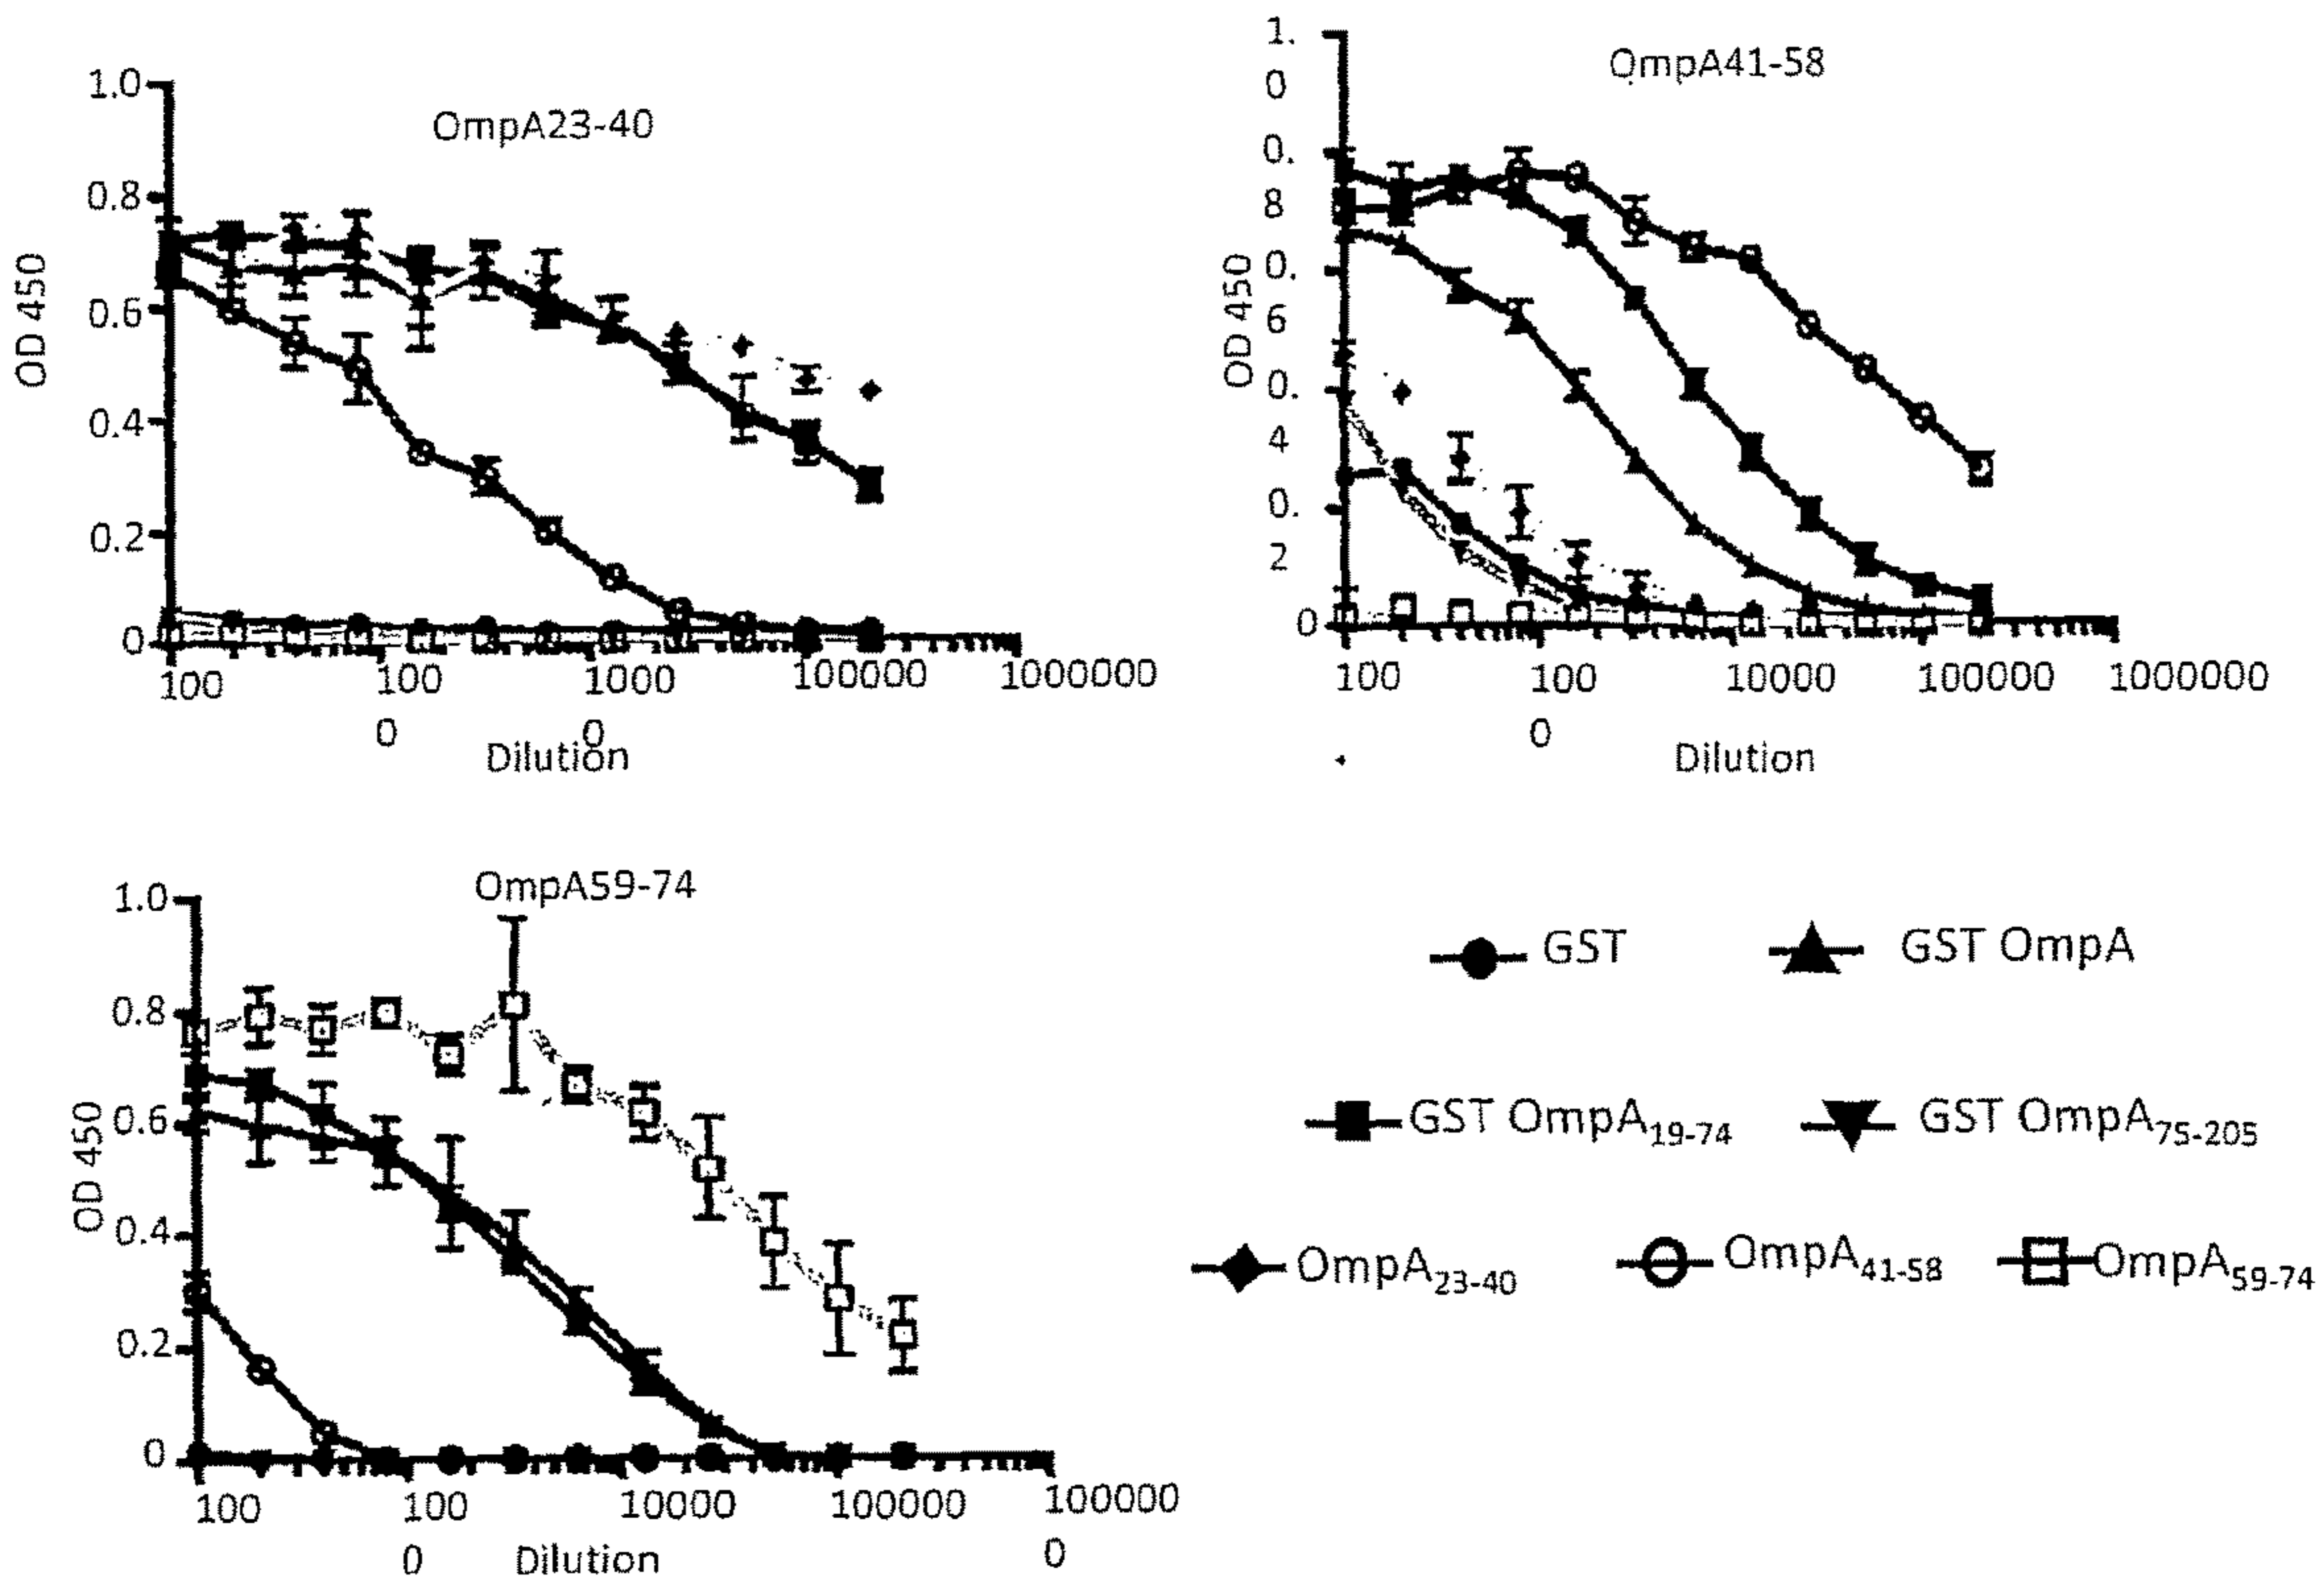 OmpA23-40
OD 450
1.0
0.8
0.6
0.4
0.2
0
100
100
0
1000
0
100000
1000000
Dilution
OmpA41-58
OD 450
1.
0
0.
8
0.
6
0.
4
0.
2
0
100
100
0
10000
100000
1000000
Dilution
OmpA59-74
OD 450
1.0
0.8
0.6
0.4
0.2
0
100
100
0
10000
100000
100000
0
Dilution
GST
GST OmpA
GST OmpA19-74
GST OmpA75-205
OmpA23-40
OmpA41-58
OmpA59-74